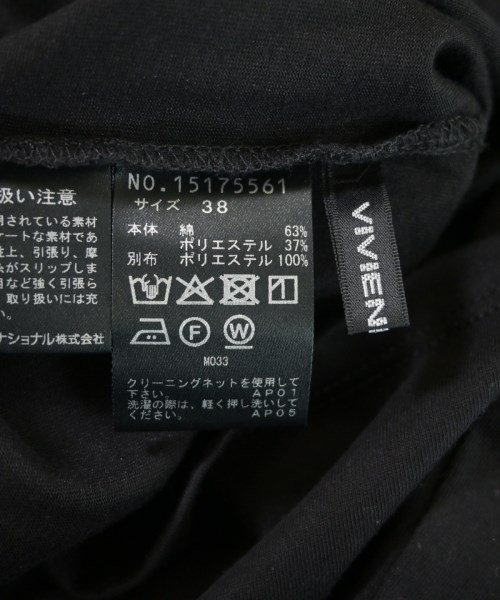 扱い注意
用されている素材
ートな素材であ
性上、引張り、摩
がスリップしま
など強く引張ら
取り扱いには充
い。
ナショナル株式会社
NO.15175561
サイズ 38
本体 綿 63%
ポリエステル 37%
別布 ポリエステル 100%
F
W
M033
クリーニングネットを使用して
下さい。 AP01
洗濯の際は、軽く押し洗いして
ください。 AP05
VIVIEN